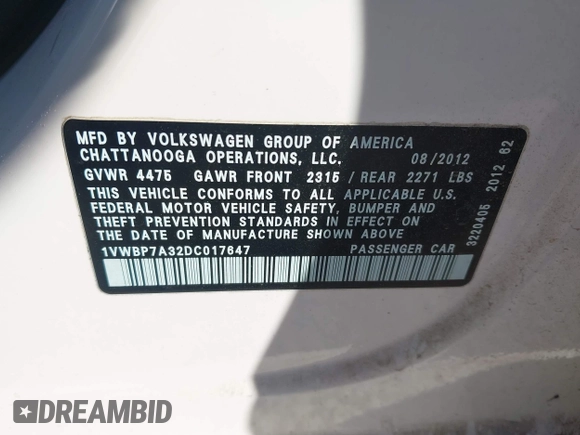 MFD BY VOLKSWAGEN GROUP OF AMERICA
CHATTANOOGA OPERATIONS, LLC. 08/2012
GVWR 4475 GAWR FRONT 2315 / REAR 2271 LBS
THIS VEHICLE CONFORMS TO ALL APPLICABLE U.S.
FEDERAL MOTOR VEHICLE SAFETY, BUMPER AND
THEFT PREVENTION STANDARDS IN EFFECT ON
THE DATE OF MANUFACTURE SHOWN ABOVE
1VWBP7A32DC017647 PASSENGER CAR
3220405 2012 62
DREAMBID